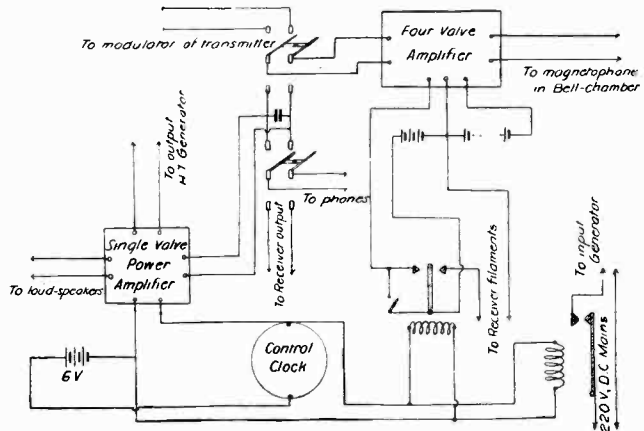 To modulator of transmitter
Four Valve
Amplifier
To magnetophone
in Bell-chamber
To output
H T Generator
To phones
Single Valve
Power
Amplifier
To loud-speakers
To Receiver output
To Receiver filaments
To input
Generator
Control
Clock
6V
220V, D.C Mains